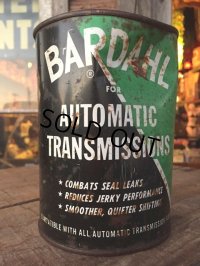 BARDAHL
®
FOR
AUTOMATIC
SOLD OUT
TRANSMISSIONS
* COMBATS SEAL LEAKS
* REDUCES JERKY PERFORMANCE
* SMOOTHER, QUIETER SHIFTING
COMPATIBLE WITH ALL AUTOMATIC TRANSMISSION